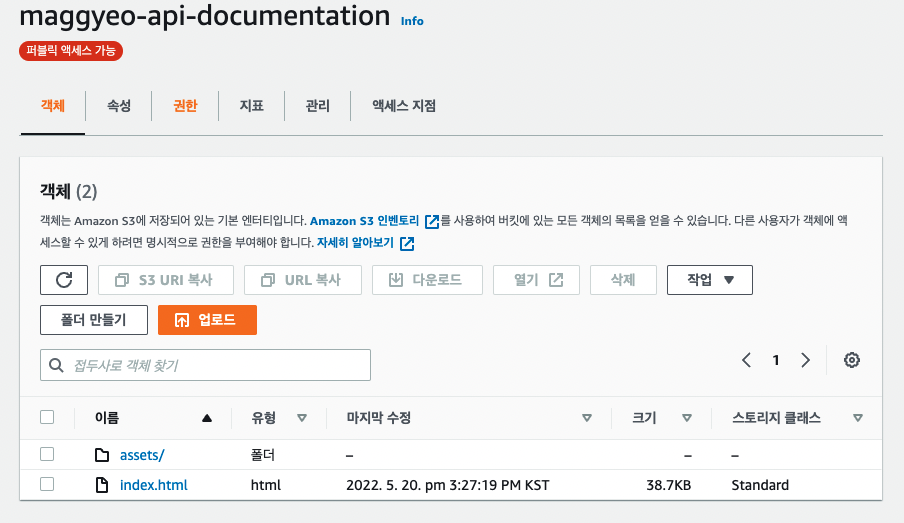 maggyeo-api-documentation Info
퍼블릭 액세스 가능
객체 속성 권한 지표 관리 액세스 지점
객체 (2)
객체는 Amazon S3에 저장되어 있는 기본 엔터티입니다. Amazon S3 인벤토리 를 사용하여 버킷에 있는 모든 객체의 목록을 얻을 수 있습니다. 다른 사용자가 객체에 액
세스할 수 있게 하려면 명시적으로 권한을 부여해야 합니다. 자세히 알아보기
S3 URI 복사 URL 복사 다운로드 열기 삭제 작업
폴더 만들기 업로드
접두사로 객체 찾기 1
이름 유형 마지막 수정 크기 스토리지 클래스
assets/ 폴더 – – –
index.html html 2022. 5. 20. pm 3:27:19 PM KST 38.7KB Standard